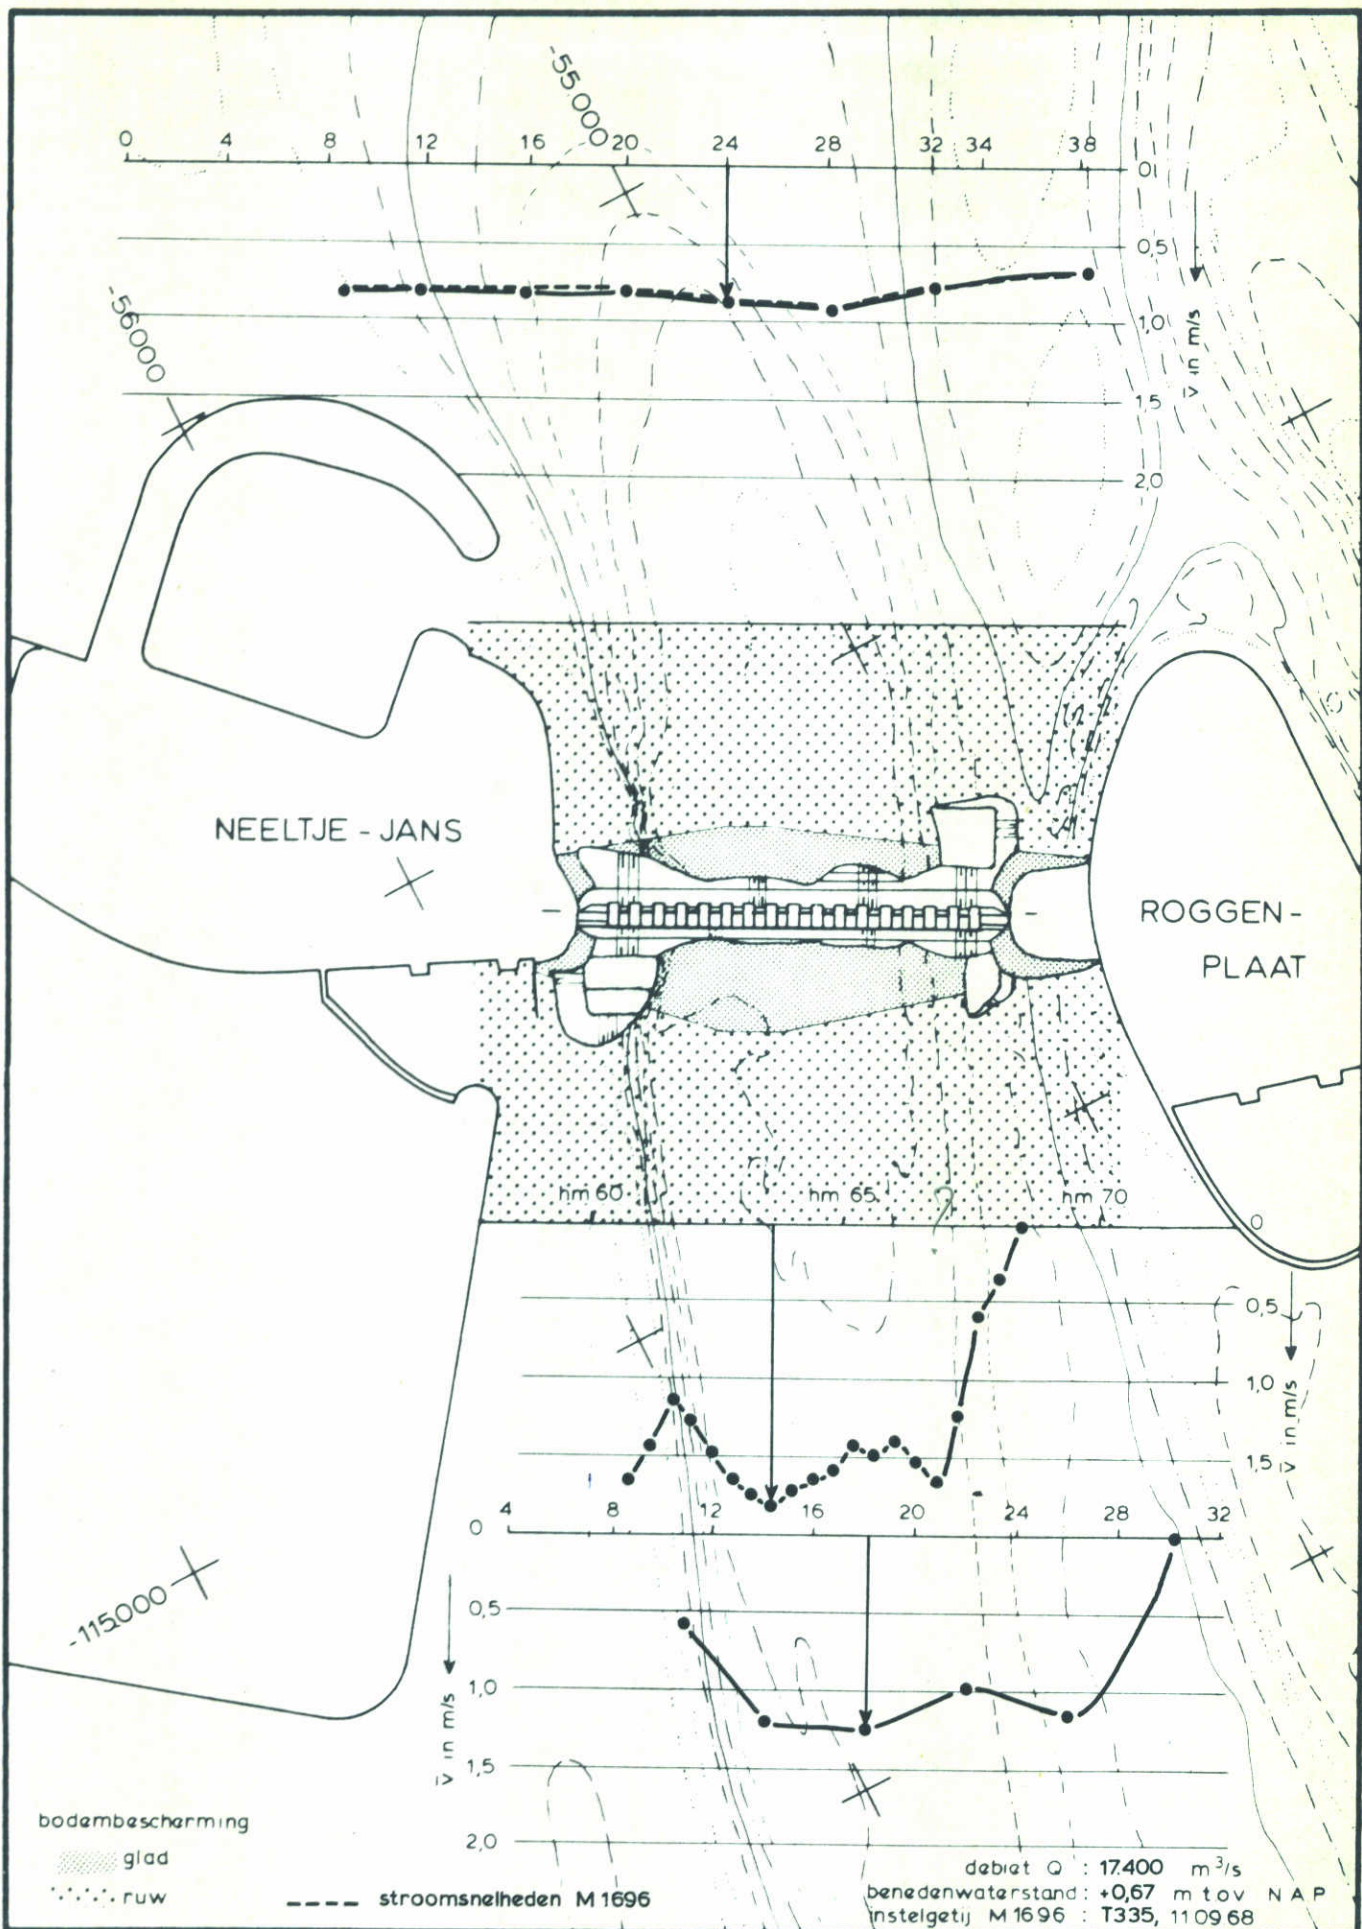 -55000
0 4 8 12 16 20 24 28 32 34 38
0
0,5
1,0
v̄ in m/s
1,5
2,0
-56000
NEELTJE - JANS
ROGGEN-
PLAAT
hm 60 hm 65 hm 70
0
0,5
1,0
v̄ in m/s
1,5
4 8 12 16 20 24 28 32
0
0,5
1,0
v̄ in m/s
1,5
2,0
-115000
bodembescherming
glad
ruw
stroomsnelheden M 1696
debiet Q : 17.400 m³/s
benedenwaterstand : +0,67 m tov N A P
instelgetij M 1696 : T335, 11 09 68